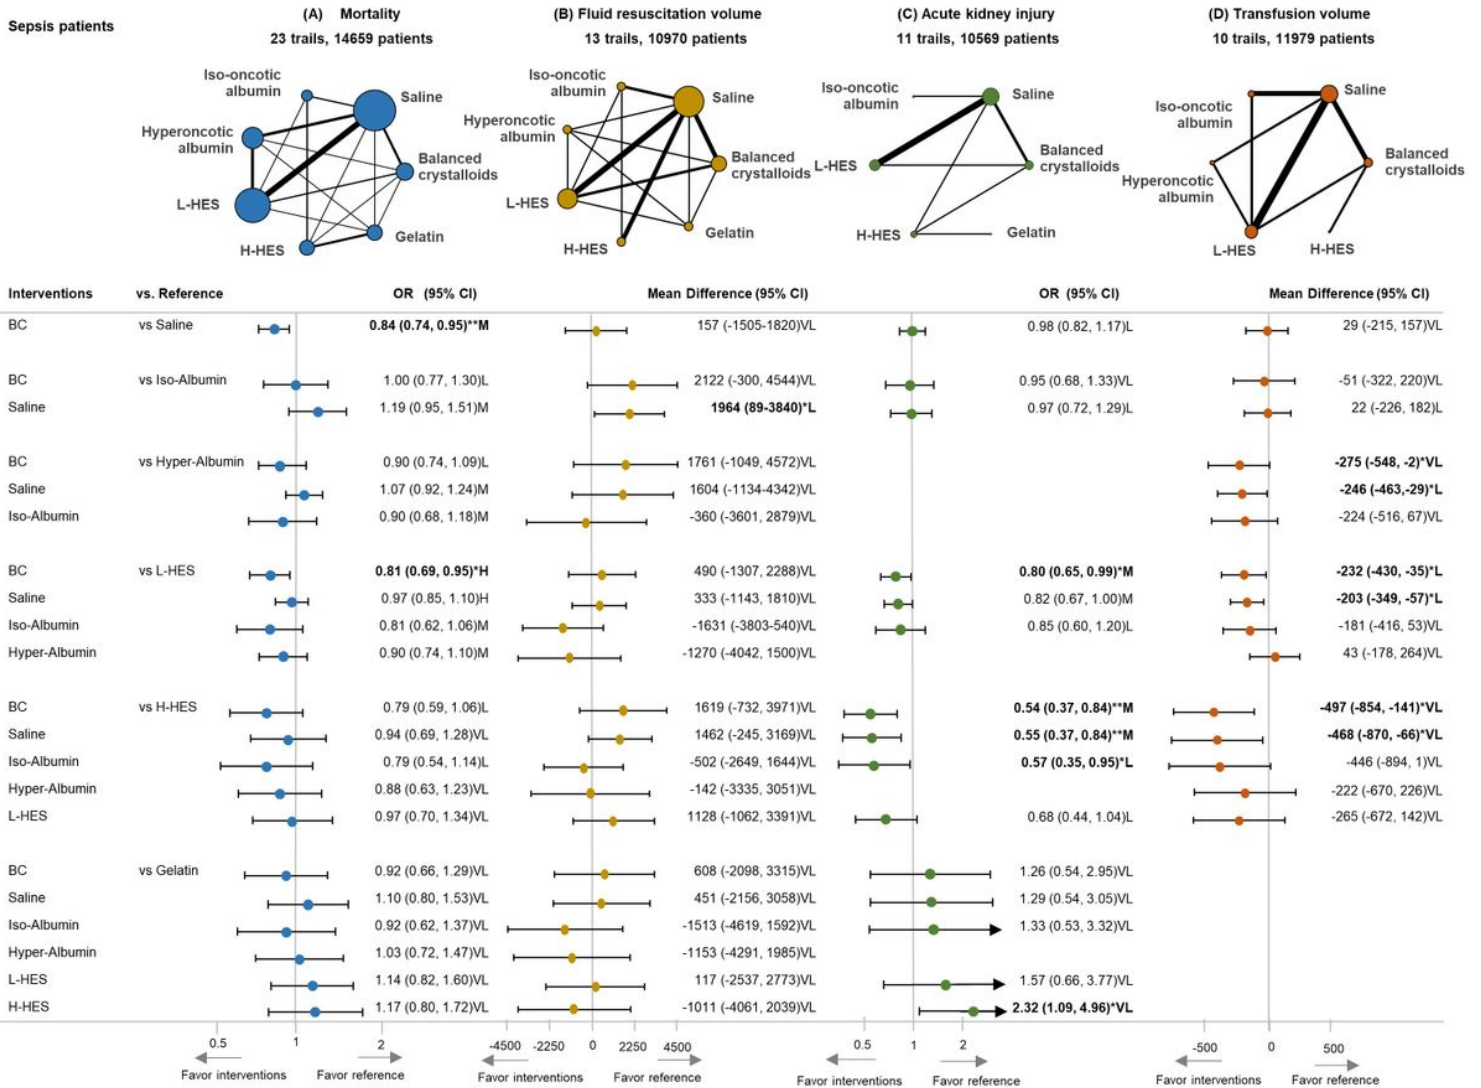 Sepsis patients
(A) Mortality
23 trails, 14659 patients
(B) Fluid resuscitation volume
13 trails, 10970 patients
(C) Acute kidney injury
11 trails, 10569 patients
(D) Transfusion volume
10 trails, 11979 patients
Iso-oncotic
albumin
Saline
Hyperoncotic
albumin
Balanced
crystalloids
L-HES
H-HES
Gelatin
Iso-oncotic
albumin
Saline
Hyperoncotic
albumin
Balanced
crystalloids
L-HES
H-HES
Gelatin
Iso-oncotic
albumin
Saline
L-HES
Balanced
crystalloids
H-HES
Gelatin
Iso-oncotic
albumin
Saline
Hyperoncotic
albumin
Balanced
crystalloids
L-HES
H-HES
Interventions vs. Reference OR (95% CI) Mean Difference (95% CI) OR (95% CI) Mean Difference (95% CI)
BC vs Saline 0.84 (0.74, 0.95)**M 157 (-1505-1820)VL 0.98 (0.82, 1.17)L 29 (-215, 157)VL
BC vs Iso-Albumin 1.00 (0.77, 1.30)L 2122 (-300, 4544)VL 0.95 (0.68, 1.33)VL -51 (-322, 220)VL
Saline 1.19 (0.95, 1.51)M 1964 (89-3840)*L 0.97 (0.72, 1.29)L 22 (-226, 182)L
BC vs Hyper-Albumin 0.90 (0.74, 1.09)L 1761 (-1049, 4572)VL -275 (-548, -2)*VL
Saline 1.07 (0.92, 1.24)M 1604 (-1134-4342)VL -246 (-463,-29)*L
Iso-Albumin 0.90 (0.68, 1.18)M -360 (-3601, 2879)VL -224 (-516, 67)VL
BC vs L-HES 0.81 (0.69, 0.95)*H 490 (-1307, 2288)VL 0.80 (0.65, 0.99)*M -232 (-430, -35)*L
Saline 0.97 (0.85, 1.10)H 333 (-1143, 1810)VL 0.82 (0.67, 1.00)M -203 (-349, -57)*L
Iso-Albumin 0.81 (0.62, 1.06)M -1631 (-3803-540)VL 0.85 (0.60, 1.20)L -181 (-416, 53)VL
Hyper-Albumin 0.90 (0.74, 1.10)M -1270 (-4042, 1500)VL 43 (-178, 264)VL
BC vs H-HES 0.79 (0.59, 1.06)L 1619 (-732, 3971)VL 0.54 (0.37, 0.84)**M -497 (-854, -141)*VL
Saline 0.94 (0.69, 1.28)VL 1462 (-245, 3169)VL 0.55 (0.37, 0.84)**M -468 (-870, -66)*VL
Iso-Albumin 0.79 (0.54, 1.14)L -502 (-2649, 1644)VL 0.57 (0.35, 0.95)*L -446 (-894, 1)VL
Hyper-Albumin 0.88 (0.63, 1.23)VL -142 (-3335, 3051)VL -222 (-670, 226)VL
L-HES 0.97 (0.70, 1.34)VL 1128 (-1062, 3391)VL 0.68 (0.44, 1.04)L -265 (-672, 142)VL
BC vs Gelatin 0.92 (0.66, 1.29)VL 608 (-2098, 3315)VL 1.26 (0.54, 2.95)VL
Saline 1.10 (0.80, 1.53)VL 451 (-2156, 3058)VL 1.29 (0.54, 3.05)VL
Iso-Albumin 0.92 (0.62, 1.37)VL -1513 (-4619, 1592)VL 1.33 (0.53, 3.32)VL
Hyper-Albumin 1.03 (0.72, 1.47)VL -1153 (-4291, 1985)VL
L-HES 1.14 (0.82, 1.60)VL 117 (-2537, 2773)VL 1.57 (0.66, 3.77)VL
H-HES 1.17 (0.80, 1.72)VL -1011 (-4061, 2039)VL 2.32 (1.09, 4.96)*VL
0.5 1 2 -4500 -2250 0 2250 4500 0.5 1 2 -500 0 500
Favor interventions Favor reference Favor interventions Favor reference Favor interventions Favor reference Favor interventions Favor reference